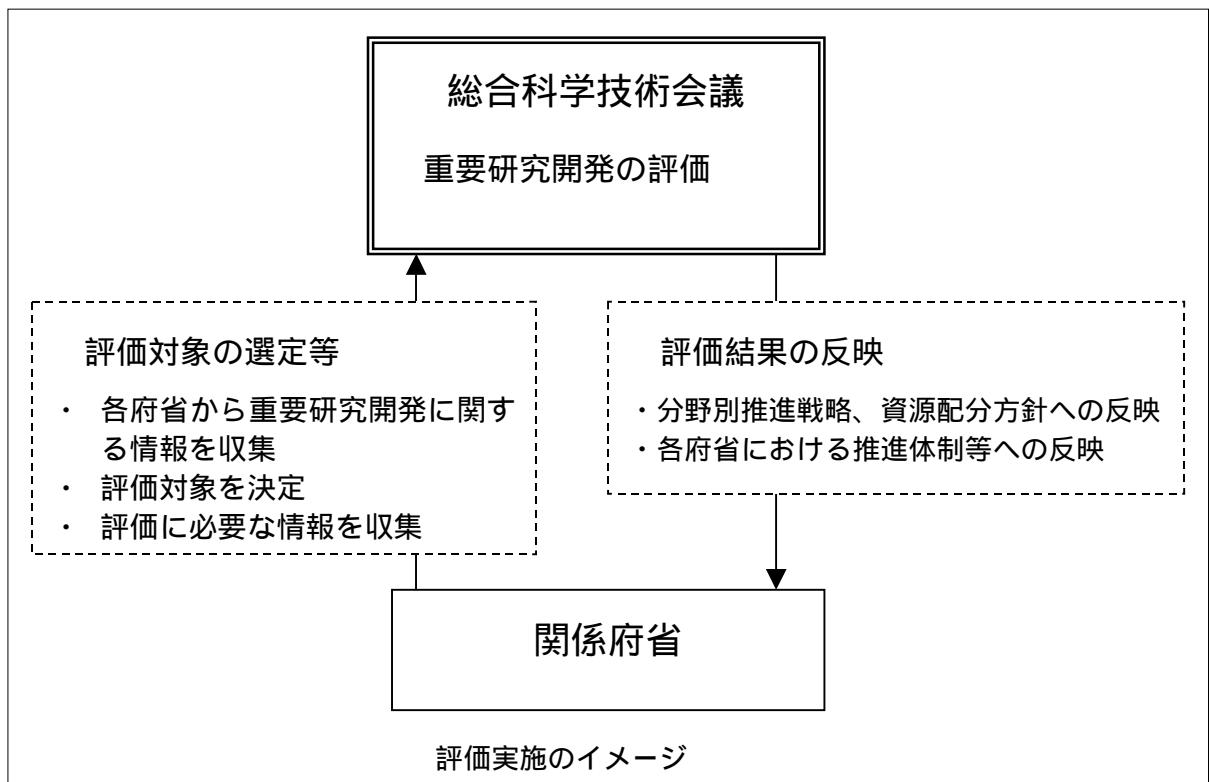 総合科学技術会議
重要研究開発の評価
評価対象の選定等
・ 各府省から重要研究開発に関す
る情報を収集
・ 評価対象を決定
・ 評価に必要な情報を収集
評価結果の反映
・分野別推進戦略、資源配分方針への反映
・各府省における推進体制等への反映
関係府省
評価実施のイメージ